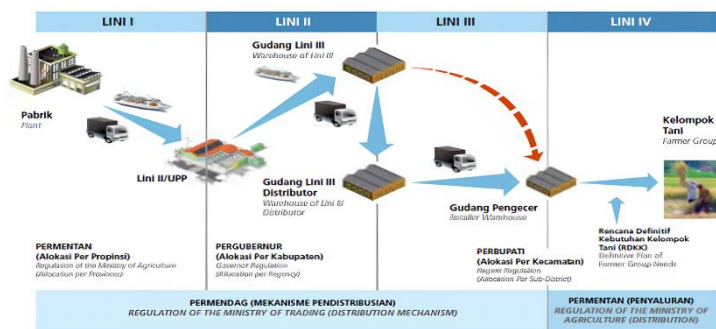 LINI I
LINI II
LINI III
LINI IV
Pabrik
Plant
Lini II/UPP
Gudang Lini III
Warehouse of Lini III
Gudang Lini III
Distributor
Warehouse of Lini III
Distributor
Gudang Pengecer
Retailer Warehouse
Kelompok
Tani
Farmer Group
Rencana Definitif
Kebutuhan Kelompok
Tani (RDKK)
Definitive Plan of
Farmer Group Needs
PERMENTAN
(Alokasi Per Propinsi)
Regulation of the Ministry of Agriculture
(Allocation per Province)
PERGUBERNUR
(Alokasi Per Kabupaten)
Governor Regulation
(Allocation per Regency)
PERBUPATI
(Alokasi Per Kecamatan)
Regent Regulation
(Allocation Per Sub-District)
PERMENDAG (MEKANISME PENDISTRIBUSIAN)
REGULATION OF THE MINISTRY OF TRADING (DISTRIBUTION MECHANISM)
PERMENTAN (PENYALURAN)
REGULATION OF THE MINISTRY OF
AGRICULTURE (DISTRIBUTION)